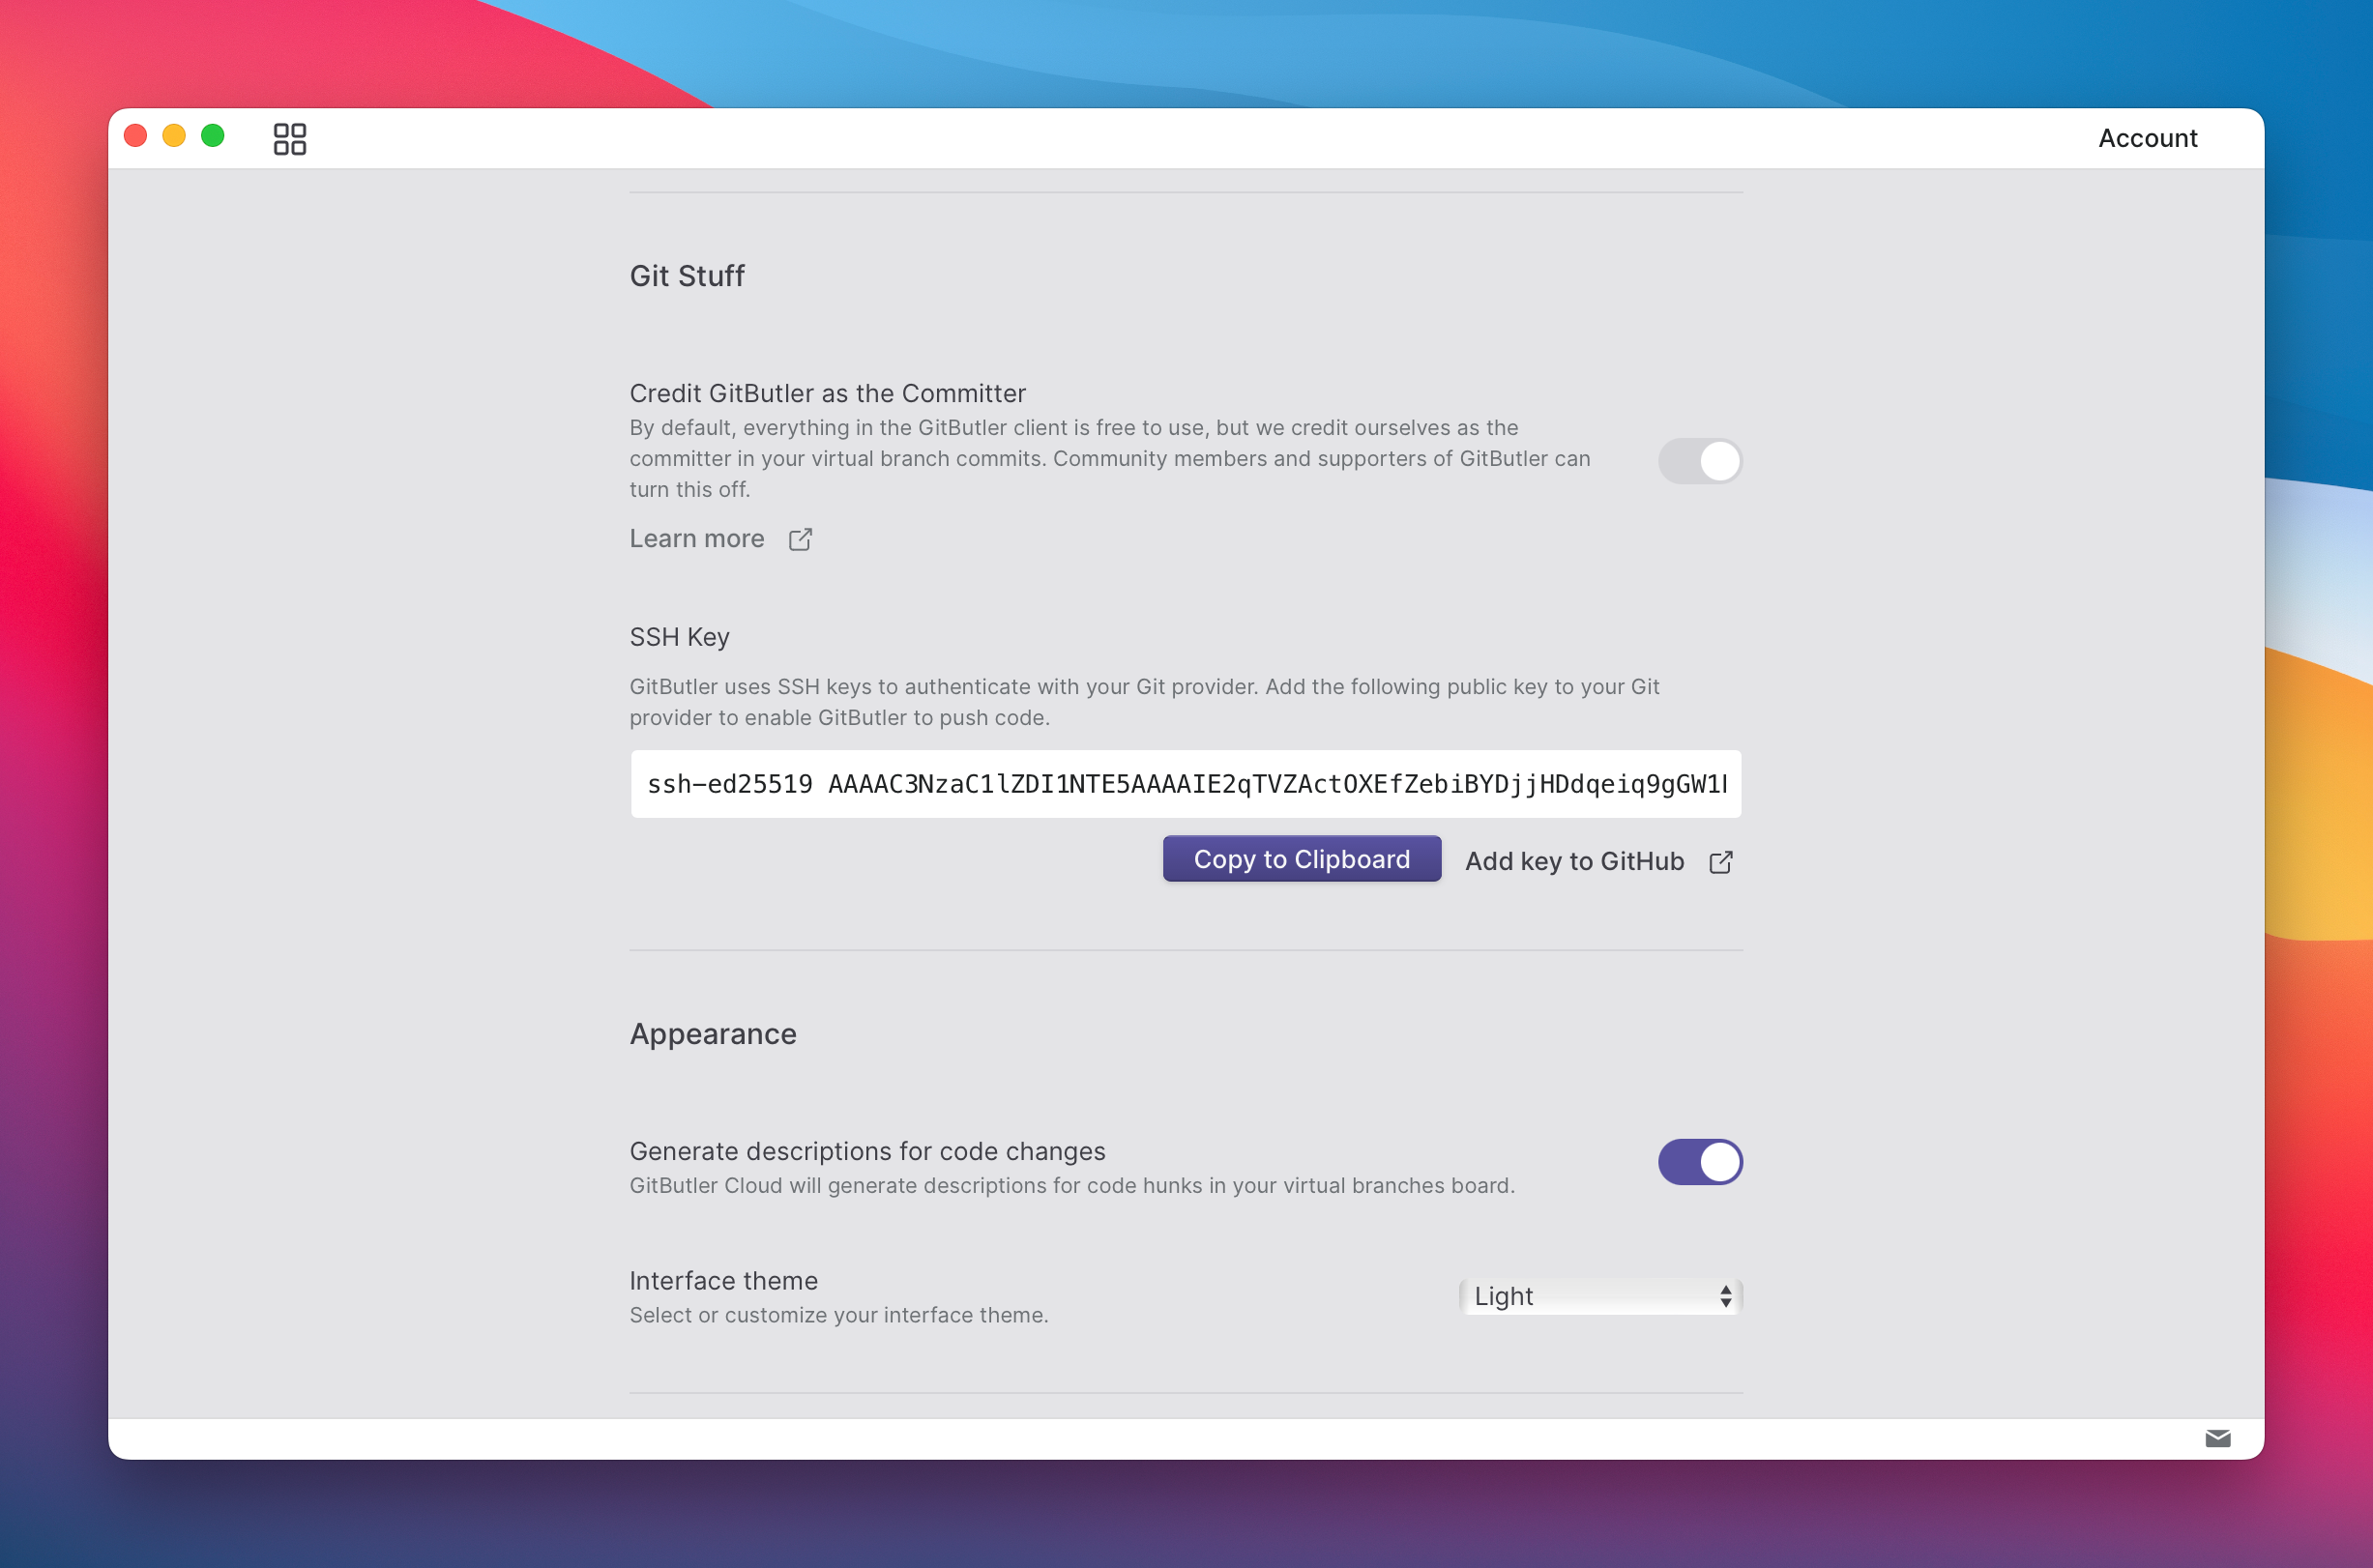 Account
Git Stuff
Credit GitButler as the Committer
By default, everything in the GitButler client is free to use, but we credit ourselves as the
committer in your virtual branch commits. Community members and supporters of GitButler can
turn this off.
Learn more
SSH Key
GitButler uses SSH keys to authenticate with your Git provider. Add the following public key to your Git
provider to enable GitButler to push code.
ssh-ed25519 AAAAC3NzaC1lZDI1NTE5AAAAIE2qTVZActOXEfZebiBYDjjHDdqeiq9gGW1
Copy to Clipboard
Add key to GitHub
Appearance
Generate descriptions for code changes
GitButler Cloud will generate descriptions for code hunks in your virtual branches board.
Interface theme
Light
Select or customize your interface theme.